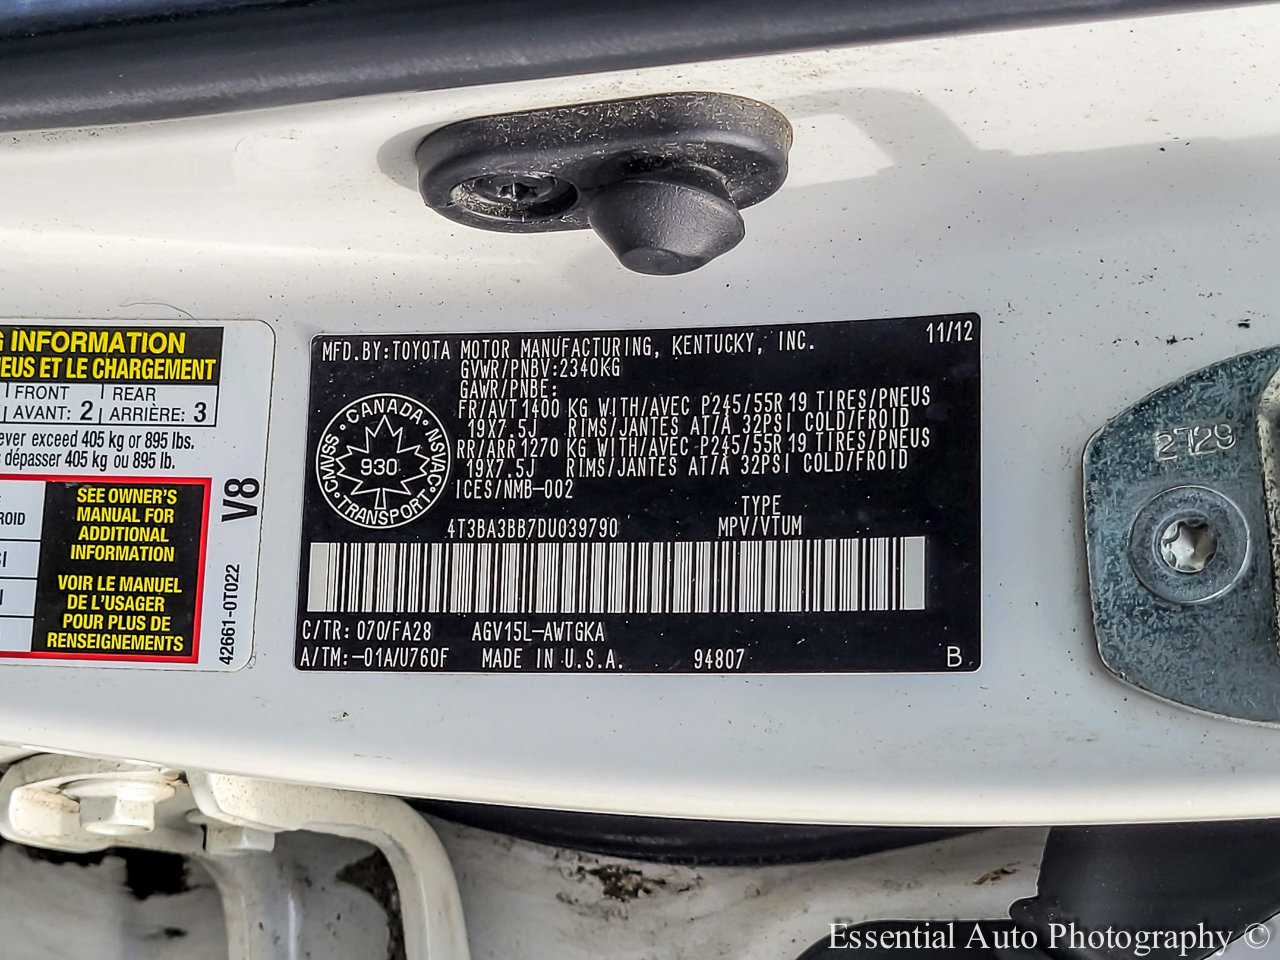 G INFORMATION
NEUS ET LE CHARGEMENT
FRONT
REAR
AVANT: 2
ARRIÈRE: 3
ever exceed 405 kg or 895 lbs.
s dépasser 405 kg ou 895 lb.
SEE OWNER'S
MANUAL FOR
ADDITIONAL
INFORMATION
VOIR LE MANUEL
DE L'USAGER
POUR PLUS DE
RENSEIGNEMENTS
V8
42661-0T022
MFD.BY:TOYOTA MOTOR MANUFACTURING, KENTUCKY, INC. 11/12
GVWR/PNBV:2340KG
GAWR/PNBE:
FR/AVT 1400 KG WITH/AVEC P245/55R19 TIRES/PNEUS
19X7.5J RIMS/JANTES AT/A 32PSI COLD/FROID
RR/ARR 1270 KG WITH/AVEC P245/55R19 TIRES/PNEUS
19X7.5J RIMS/JANTES AT/A 32PSI COLD/FROID
ICES/NMB-002
·CANADA·
CMVSS·NSVAC
930
·TRANSPORT·
TYPE
4T3BA3BB7DU039790 MPV/VTUM
C/TR: 070/FA28 AGV15L-AWTGKA
A/TM:-01A/U760F MADE IN U.S.A. 94807 B
2729
Essential Auto Photography ©